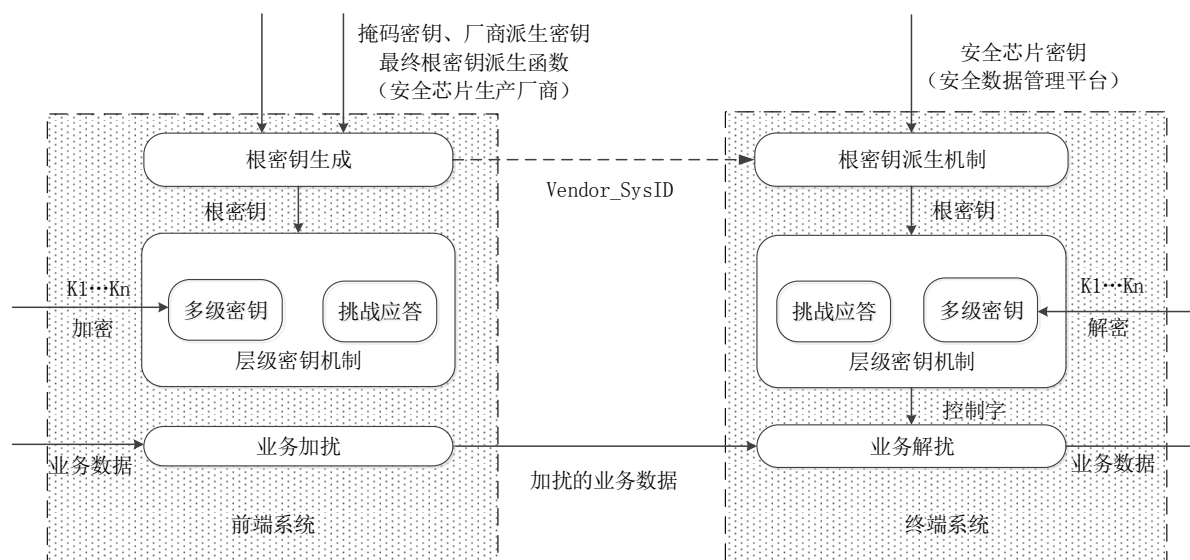 掩码密钥、厂商派生密钥
最终根密钥派生函数
（安全芯片生产厂商）
安全芯片密钥
（安全数据管理平台）
根密钥生成
根密钥派生机制
Vendor_SysID
根密钥
根密钥
K1…Kn
加密
多级密钥
挑战应答
层级密钥机制
挑战应答
多级密钥
层级密钥机制
K1…Kn
解密
控制字
业务数据
业务加扰
加扰的业务数据
业务解扰
业务数据
前端系统
终端系统